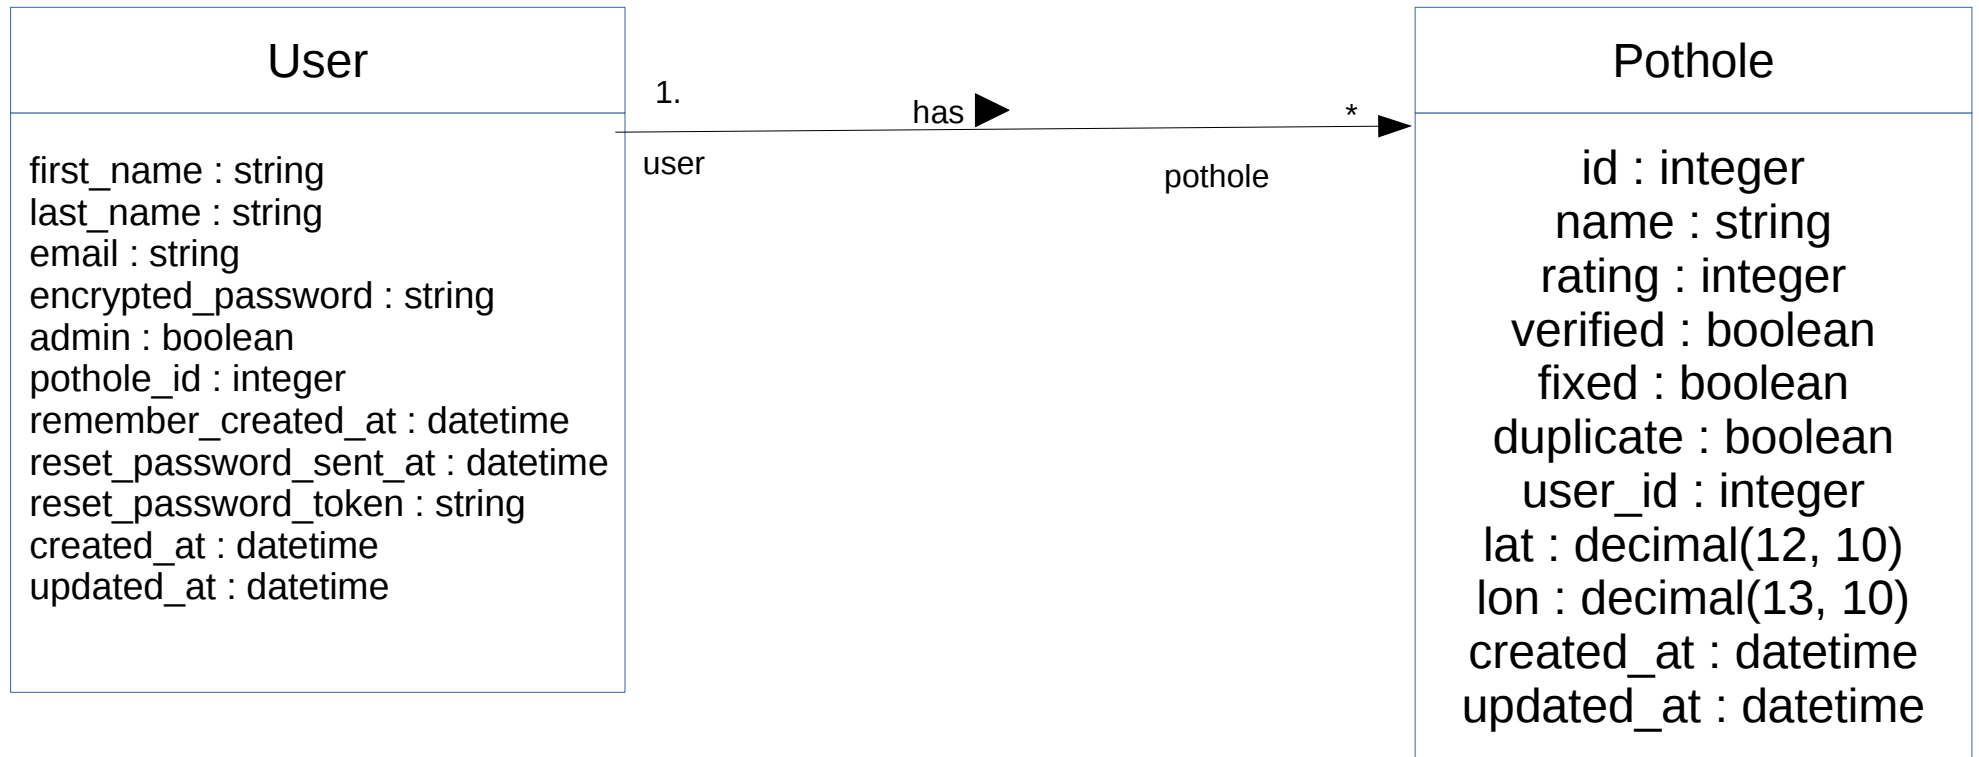 User
first_name : string
last_name : string
email : string
encrypted_password : string
admin : boolean
pothole_id : integer
remember_created_at : datetime
reset_password_sent_at : datetime
reset_password_token : string
created_at : datetime
updated_at : datetime
1.
has
*
user
pothole
Pothole
id : integer
name : string
rating : integer
verified : boolean
fixed : boolean
duplicate : boolean
user_id : integer
lat : decimal(12, 10)
lon : decimal(13, 10)
created_at : datetime
updated_at : datetime